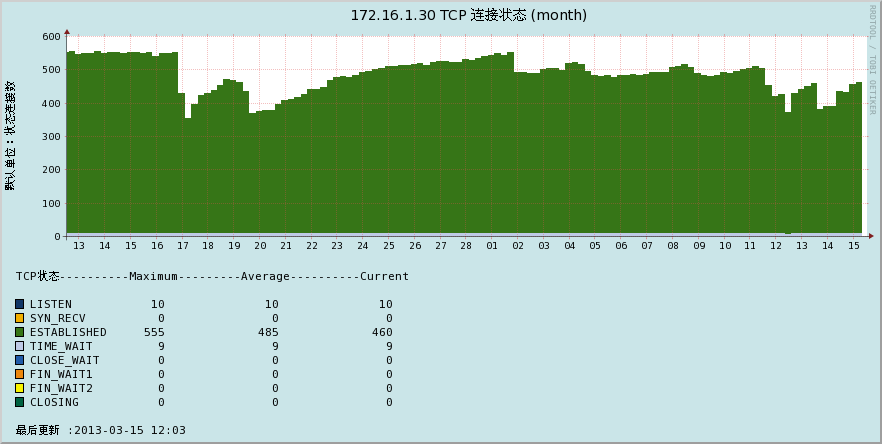 172.16.1.30 TCP 连接状态 (month)
RRDTOOL / TOBI OETIKER
默认单位：状态连接数
600
500
400
300
200
100
0
13 14 15 16 17 18 19 20 21 22 23 24 25 26 27 28 01 02 03 04 05 06 07 08 09 10 11 12 13 14 15
TCP状态----------Maximum---------Average----------Current
LISTEN 10 10 10
SYN_RECV 0 0 0
ESTABLISHED 555 485 460
TIME_WAIT 9 9 9
CLOSE_WAIT 0 0 0
FIN_WAIT1 0 0 0
FIN_WAIT2 0 0 0
CLOSING 0 0 0
最后更新 :2013-03-15 12:03